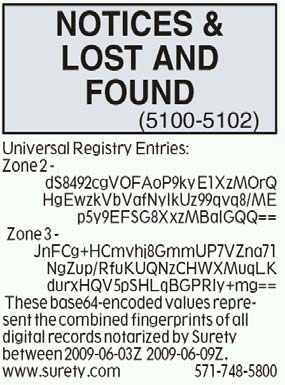 NOTICES &
LOST AND
FOUND
(5100-5102)
Universal Registry Entries:
Zone 2 -
dS8492cgVOFAoP9kyE1XzMOrQ
HgEwzkVbVafNylkUz99qvq8/ME
p5y9EFSG8XxzMBalGQQ==
Zone 3 -
JnFCg+HCmvhj8GmmUP7VZna71
NgZup/RfuKUQNzCHWXMuqLK
durxHQV5pSHLqBGPRIy+mg==
These base64-encoded values repre-
sent the combined fingerprints of all
digital records notarized by Surety
between 2009-06-03Z 2009-06-09Z.
www.surety.com 571-748-5800